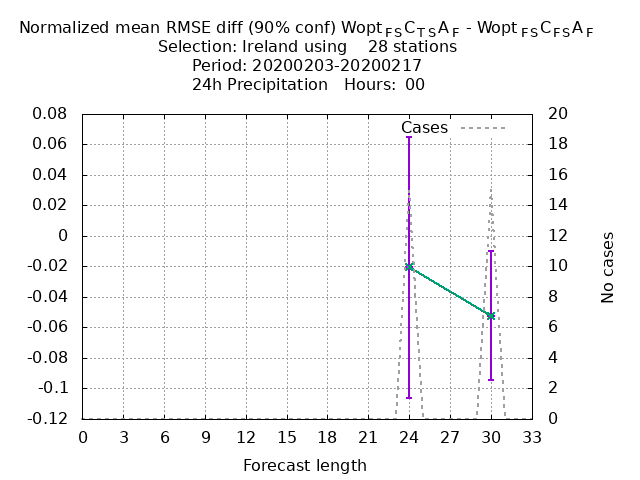 Normalized mean RMSE diff (90% conf) Wopt FS C TS A F - Wopt FS C FS A F
Selection: Ireland using    28 stations
Period: 20200203-20200217
24h Precipitation   Hours:  00
Cases
0.08
0.06
0.04
0.02
0
-0.02
-0.04
-0.06
-0.08
-0.1
-0.12
20
18
16
14
12
10
8
6
4
2
0
No cases
0 3 6 9 12 15 18 21 24 27 30 33
Forecast length